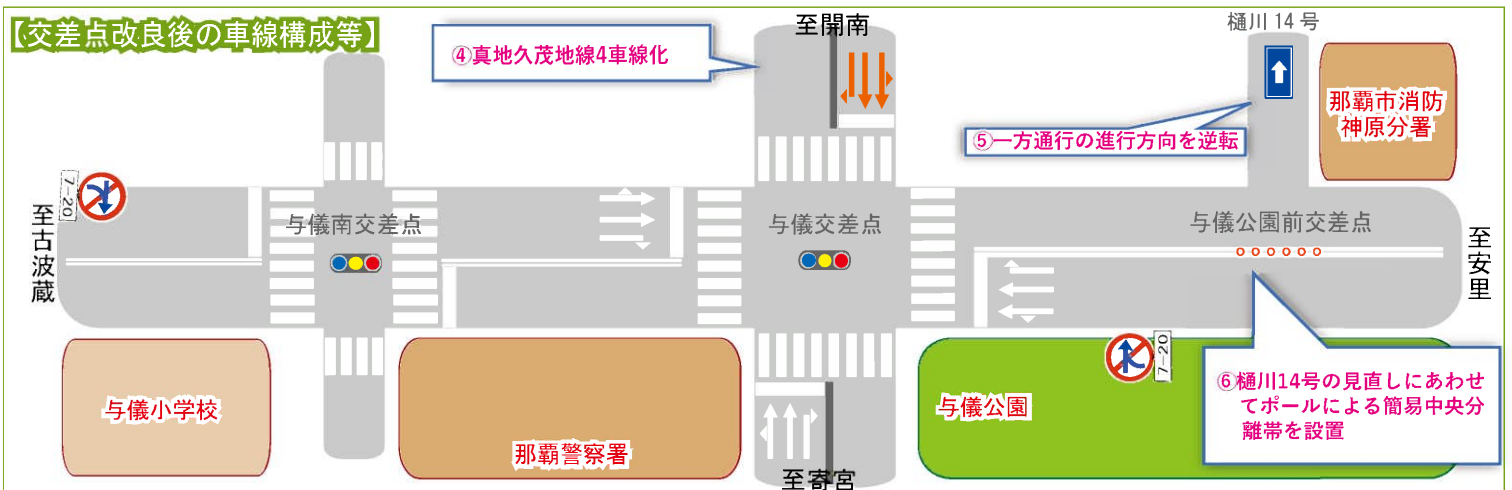 【交差点改良後の車線構成等】
至開南
樋川14号
④真地久茂地線4車線化
那覇市消防
神原分署
⑤一方通行の進行方向を逆転
7-20
至古波蔵
与儀南交差点
与儀交差点
与儀公園前交差点
至安里
7-20
与儀小学校
那覇警察署
与儀公園
⑥樋川14号の見直しにあわせ
てポールによる簡易中央分
離帯を設置
至寄宮